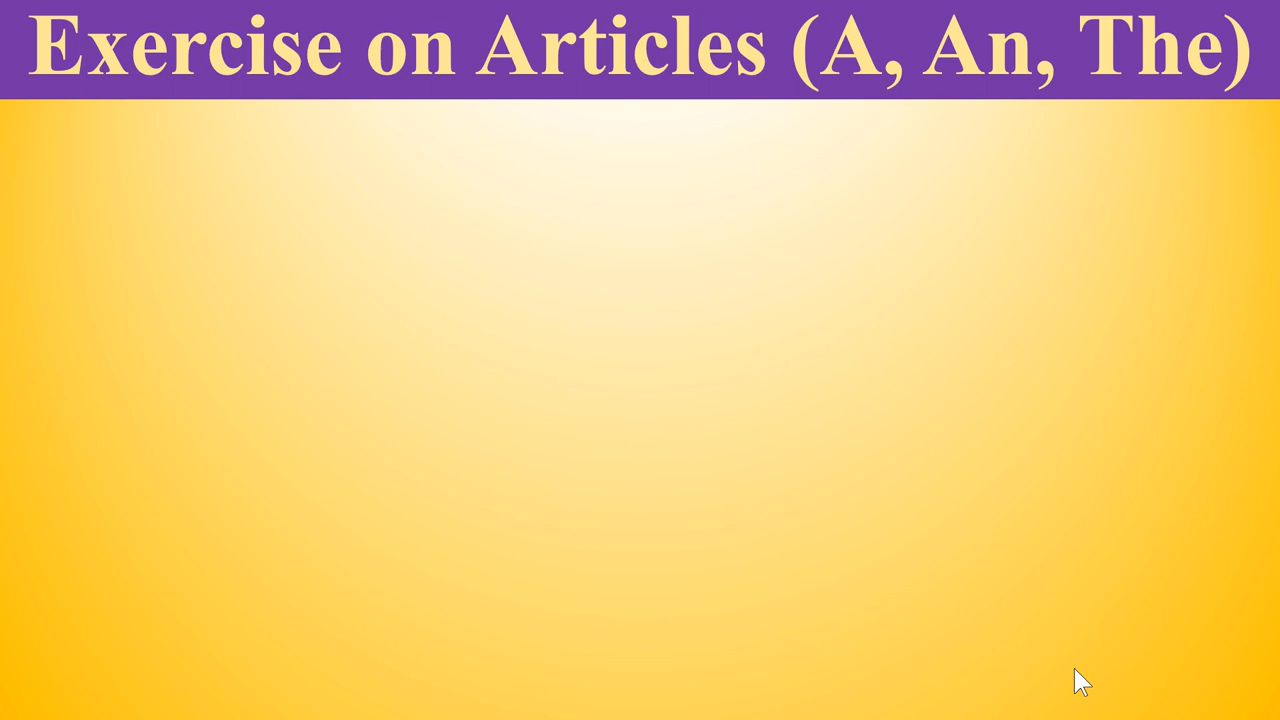 Exercise on Articles (A, An, The)